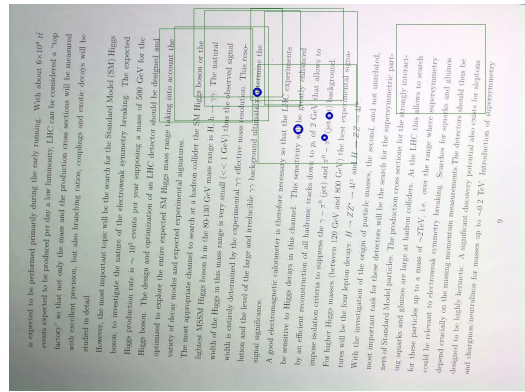 is expected to be performed primarily during the early running. With about 6×10⁶ tt̄
events expected to be produced per day a low luminosity, LHC can be considered a "top
factory" so that not only the mass and the production cross sections will be measured
with excellent precision, but also branching ratios, couplings and exotic decays will be
studied in detail.
However, the most important topic will be the search for the Standard Model (SM) Higgs
boson, to investigate the nature of the electroweak symmetry breaking. The expected
Higgs production rate is ∼ 10⁵ events per year supposing a mass of 500 GeV for the
Higgs boson. The design and optimization of an LHC detector should be designed and
optimized to explore the entire expected SM Higgs mass range taking into account the
variety of decay modes and expected experimental signatures.
The most appropriate channel to search at a hadron collider the SM Higgs boson or the
lightest MSSM Higgs boson h in the 80-130 GeV mass range is H, h → γγ. The natural
width of the Higgs in this mass range is very small (<< 1 GeV) thus the observed signal
width is entirely determined by the experimental γγ effective mass resolution. This reso-
lution and the level of the large and irreducible γγ background ultimately determine the
signal significance.
A good electromagnetic calorimeter is therefore necessary so that the LHC experiments
be sensitive to Higgs decays in this channel. This sensitivity will be greatly enhanced
by an efficient reconstruction of all hadronic tracks down to pₜ of 2 GeV that allows to
impose isolation criteria to suppress the γ − π⁰ (jet) and π⁰ − π⁰ (jet-jet) background.
For higher Higgs masses (between 120 GeV and 800 GeV) the best experimental signa-
tures will be the four lepton decays: H → ZZ* → 4l± and H → ZZ → 4l±.
With the investigation of the origin of particle masses, the second, and not unrelated,
most important task for these detectors will be the search for the supersymmetric part-
ners of Standard Model particles. The production cross sections for the strongly interact-
ing squarks and gluons are large at hadron colliders. At the LHC this allows to search
for these particles up to a mass of ∼2TeV, i.e. over the range where supersymmetry
could be relevant to electroweak symmetry breaking. Searches for squarks and gluons
depend crucially on the missing momentum measurements. The detectors should thus be
designed to be highly hermetic. A significant discovery potential also exists for sleptons
and charginos/neutralinos for masses up to ∼0.2 TeV. Introduction of supersymmetry
9